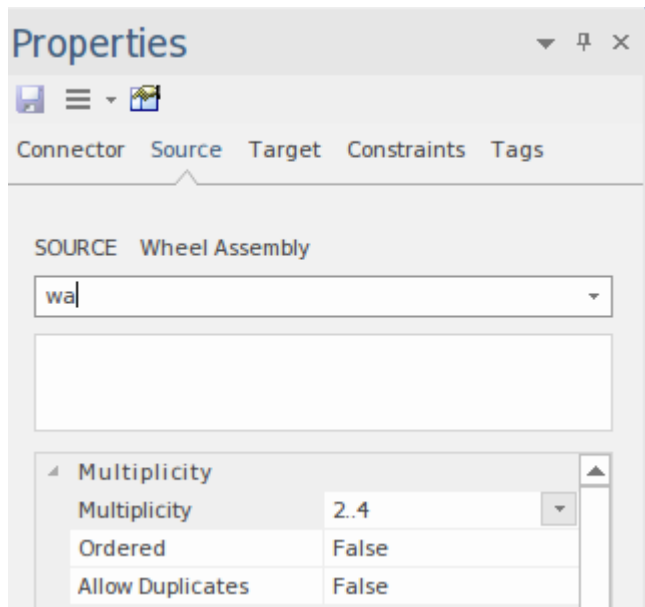 Properties
Connector Source Target Constraints Tags
SOURCE Wheel Assembly
wa
Multiplicity
Multiplicity 2..4
Ordered False
Allow Duplicates False